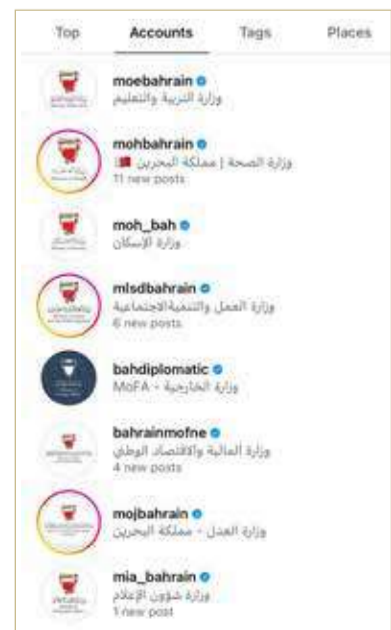 Top Accounts Tags Places
moebahrain
وزارة التربية والتعليم
mohbahrain
وزارة الصحة | مملكة البحرين
11 new posts
moh_bah
وزارة الإسكان
mlsdbahrain
وزارة العمل والتنمية الاجتماعية
6 new posts
bahdiplomatic
وزارة الخارجية - MoFA
bahrainmofne
وزارة المالية والاقتصاد الوطني
4 new posts
mojbahrain
وزارة العدل - مملكة البحرين
mia_bahrain
وزارة شؤون الإعلام
1 new post